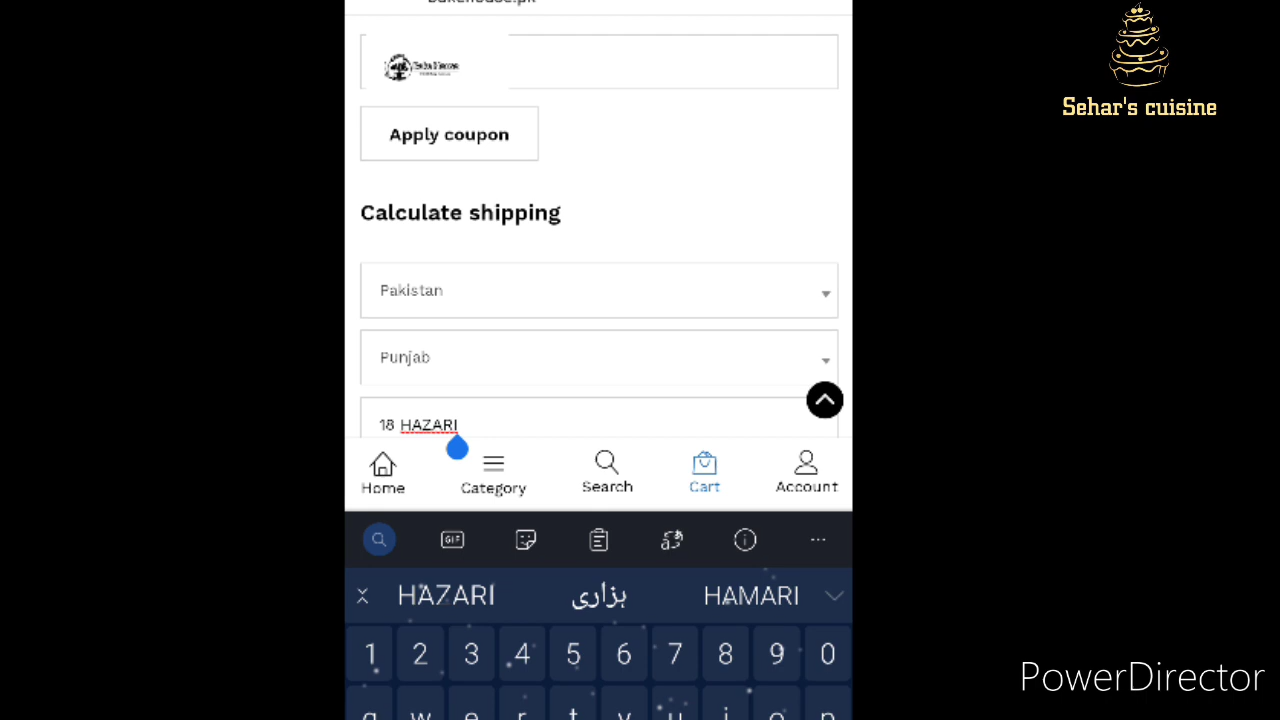 Sehar's cuisine
Apply coupon
Calculate shipping
Pakistan
Punjab
18 HAZARI
Home
Category
Search
Cart
Account
GIF
HAZARI
ہزاری
HAMARI
1 2 3 4 5 6 7 8 9 0
q w e r t y u i o p
PowerDirector